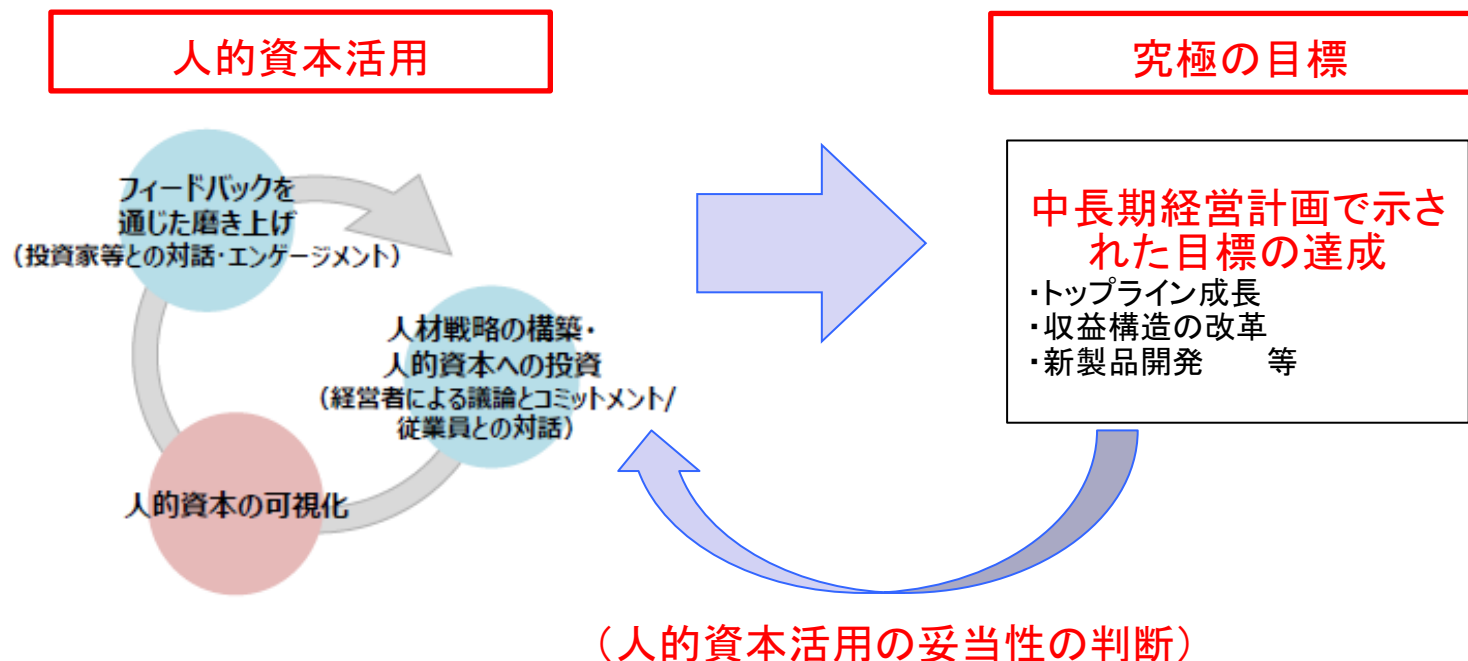 人的資本活用
究極の目標
フィードバックを
通じた磨き上げ
（投資家等との対話・エンゲージメント）
人材戦略の構築・
人的資本への投資
（経営者による議論とコミットメント/
従業員との対話）
人的資本の可視化
中長期経営計画で示さ
れた目標の達成
・トップライン成長
・収益構造の改革
・新製品開発　　等
（人的資本活用の妥当性の判断）